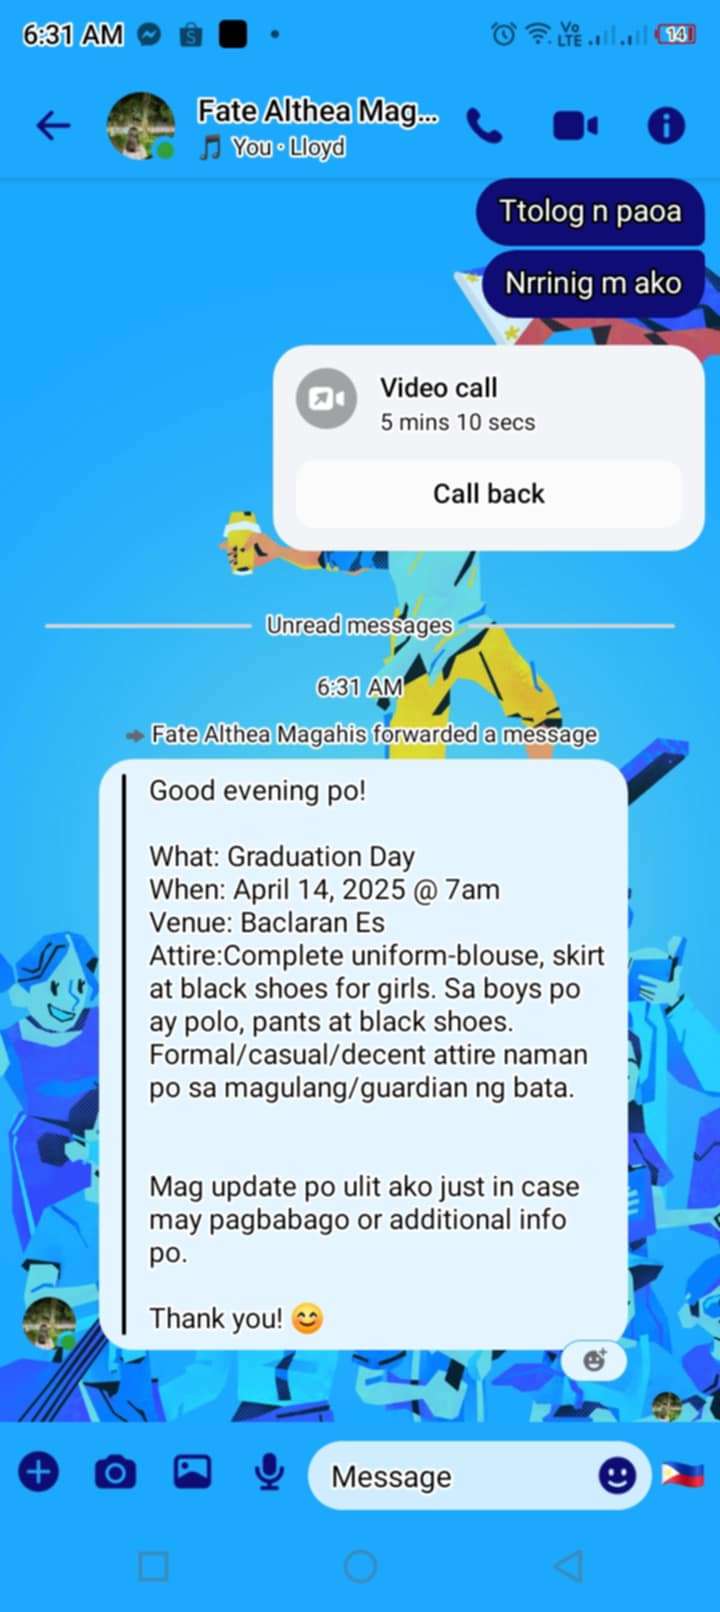 6:31 AM
Vo
LTE
14
Fate Althea Mag...
You · Lloyd
Ttolog n paoa
Nrrinig m ako
Video call
5 mins 10 secs
Call back
Unread messages
6:31 AM
Fate Althea Magahis forwarded a message
Good evening po!
What: Graduation Day
When: April 14, 2025 @ 7am
Venue: Baclaran Es
Attire:Complete uniform-blouse, skirt
at black shoes for girls. Sa boys po
ay polo, pants at black shoes.
Formal/casual/decent attire naman
po sa magulang/guardian ng bata.
Mag update po ulit ako just in case
may pagbabago or additional info
po.
Thank you! 😊
Message